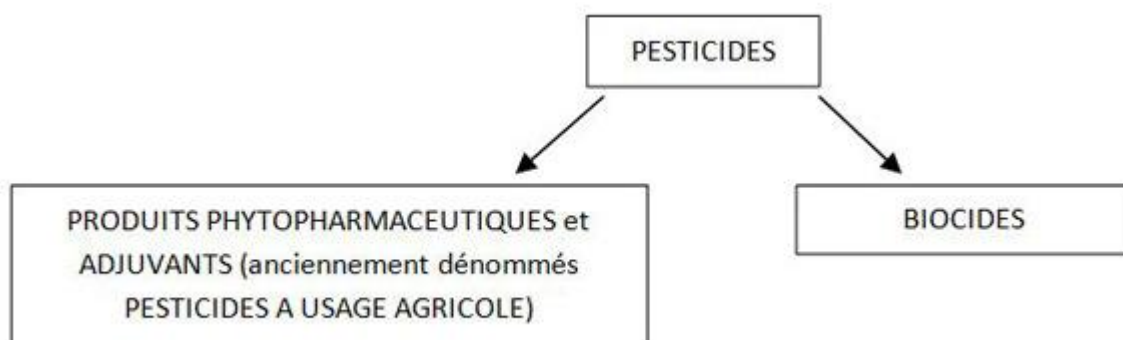 PESTICIDES
PRODUITS PHYTOPHARMACEUTIQUES et
ADJUVANTS (anciennement dénommés
PESTICIDES A USAGE AGRICOLE)
BIOCIDES